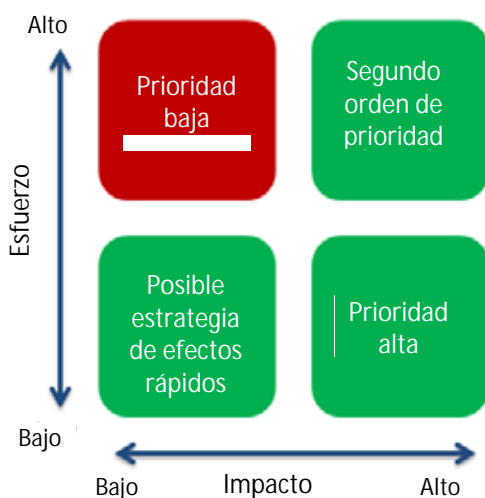 Alto
Prioridad
baja
Segundo
orden de
prioridad
Esfuerzo
Posible
estrategia
de efectos
rápidos
Prioridad
alta
Bajo
Bajo
Impacto
Alto